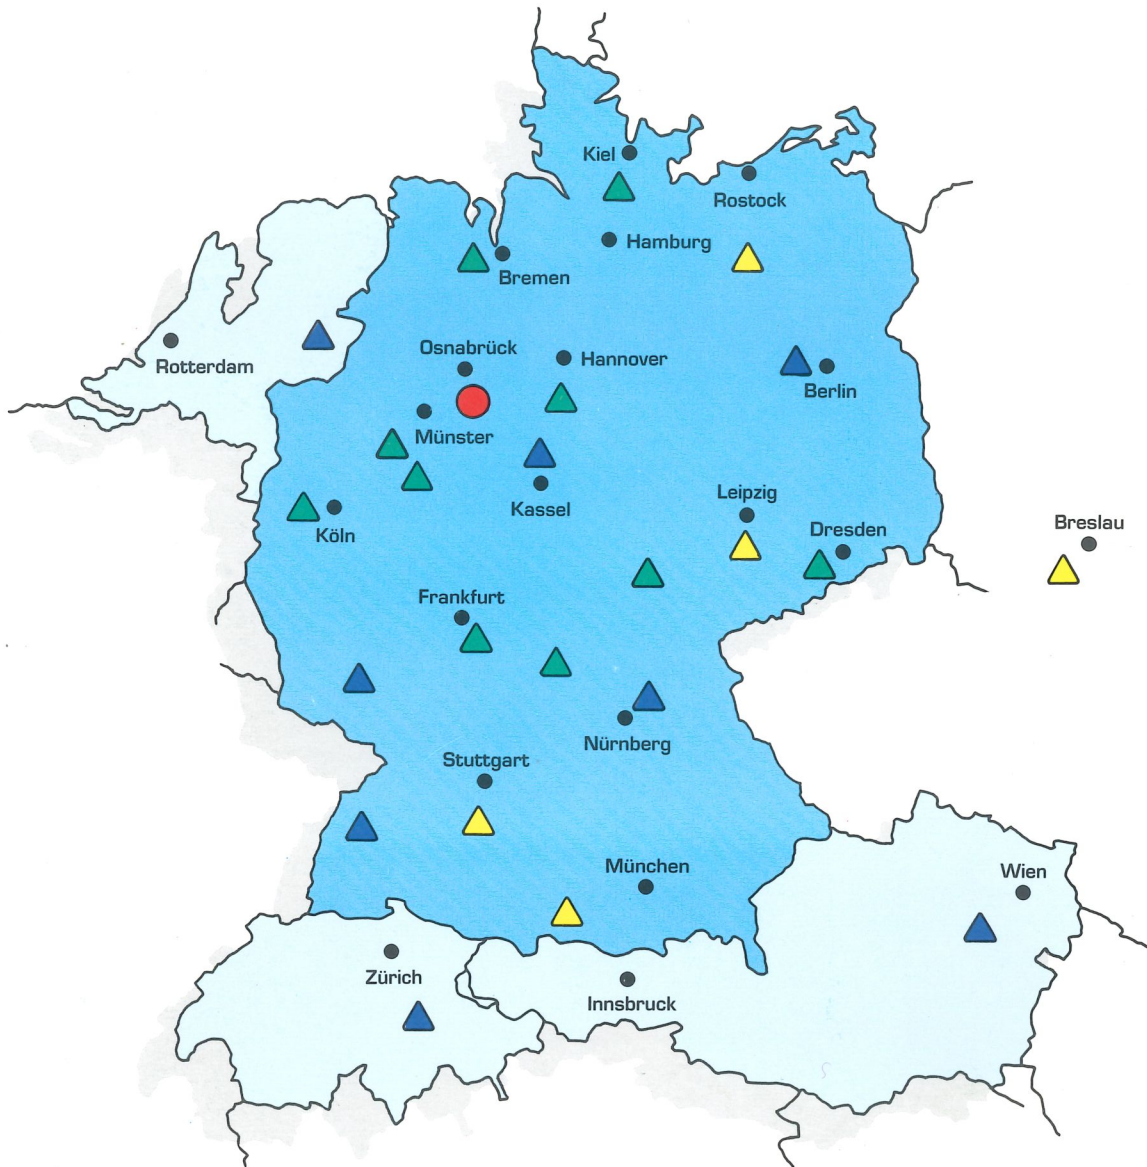 Kiel
Rostock
Hamburg
Bremen
Osnabrück
Hannover
Rotterdam
Berlin
Münster
Leipzig
Kassel
Breslau
Dresden
Köln
Frankfurt
Nürnberg
Stuttgart
München
Wien
Zürich
Innsbruck